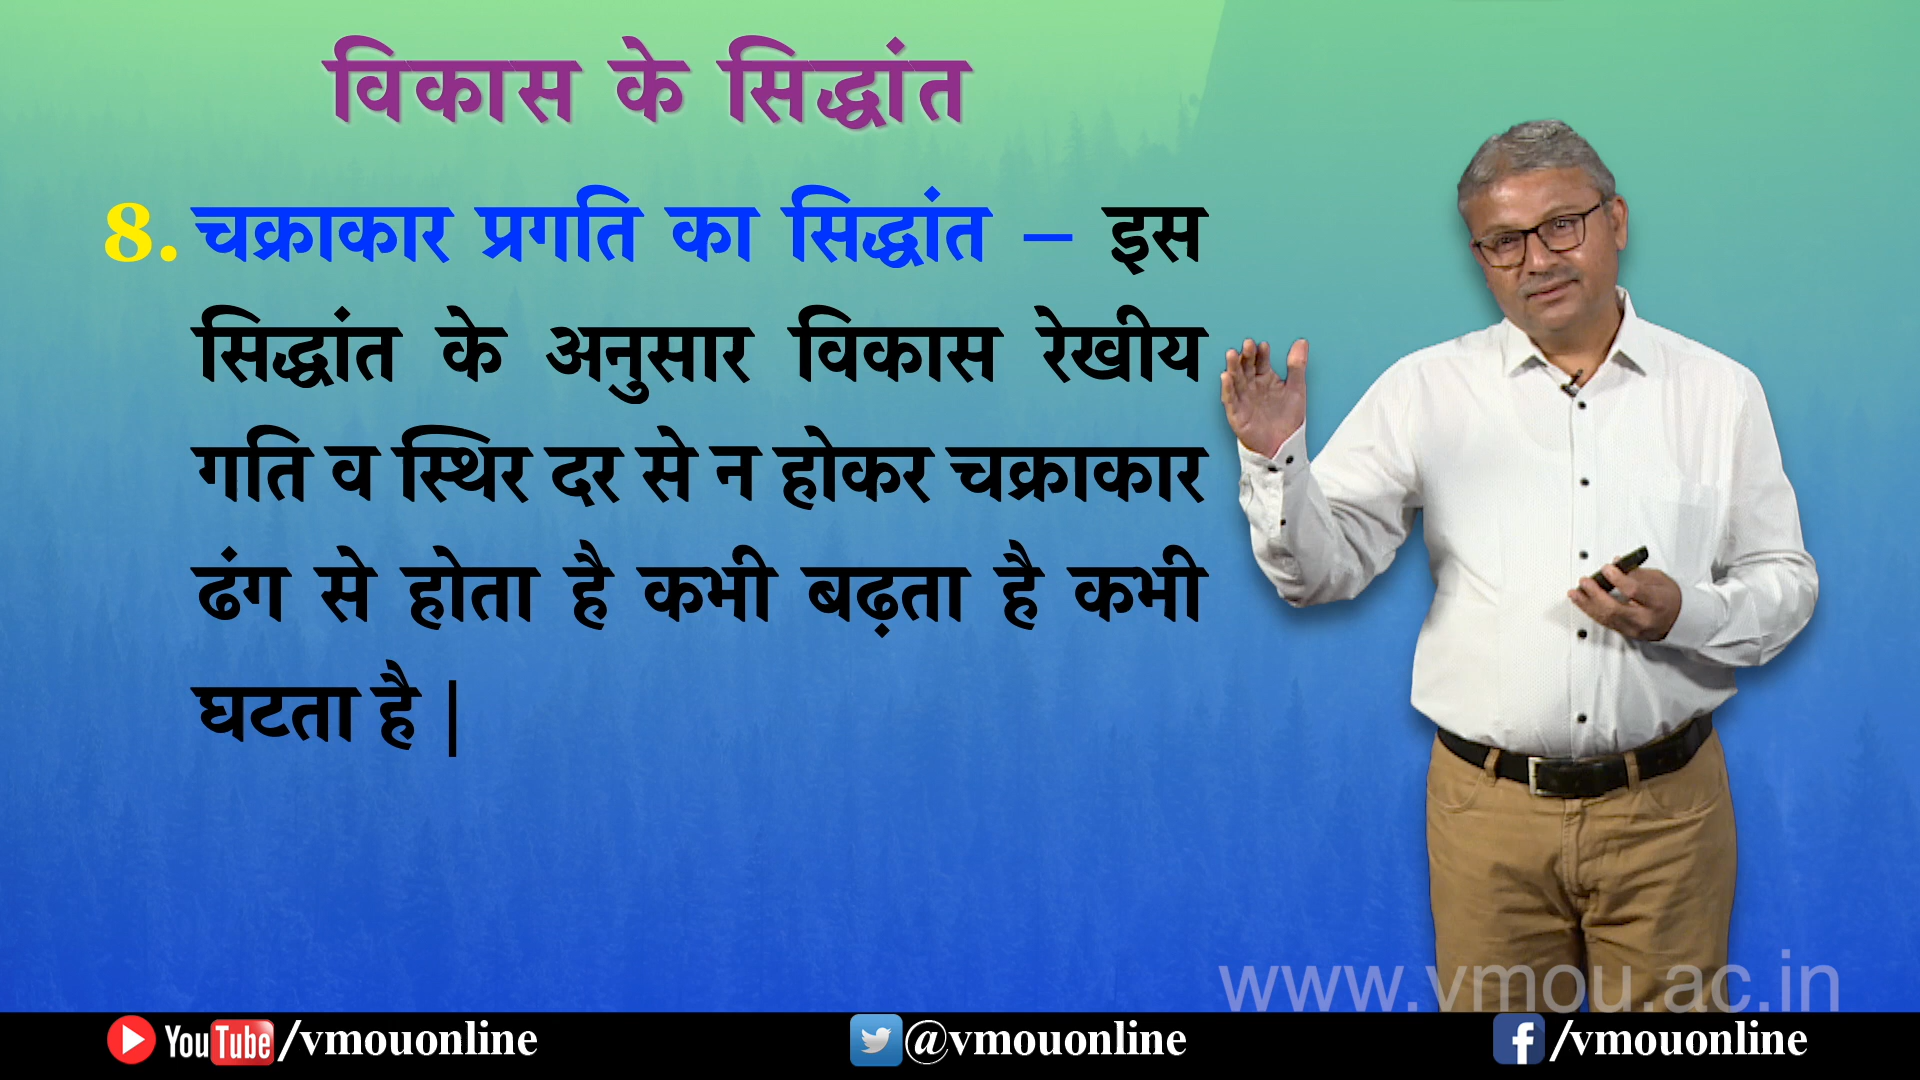 विकास के सिद्धांत
8. चक्राकार प्रगति का सिद्धांत – इस
सिद्धांत के अनुसार विकास रेखीय
गति व स्थिर दर से न होकर चक्राकार
ढंग से होता है कभी बढ़ता है कभी
घटता है |
www.vmou.ac.in
YouTube /vmouonline @vmouonline f /vmouonline